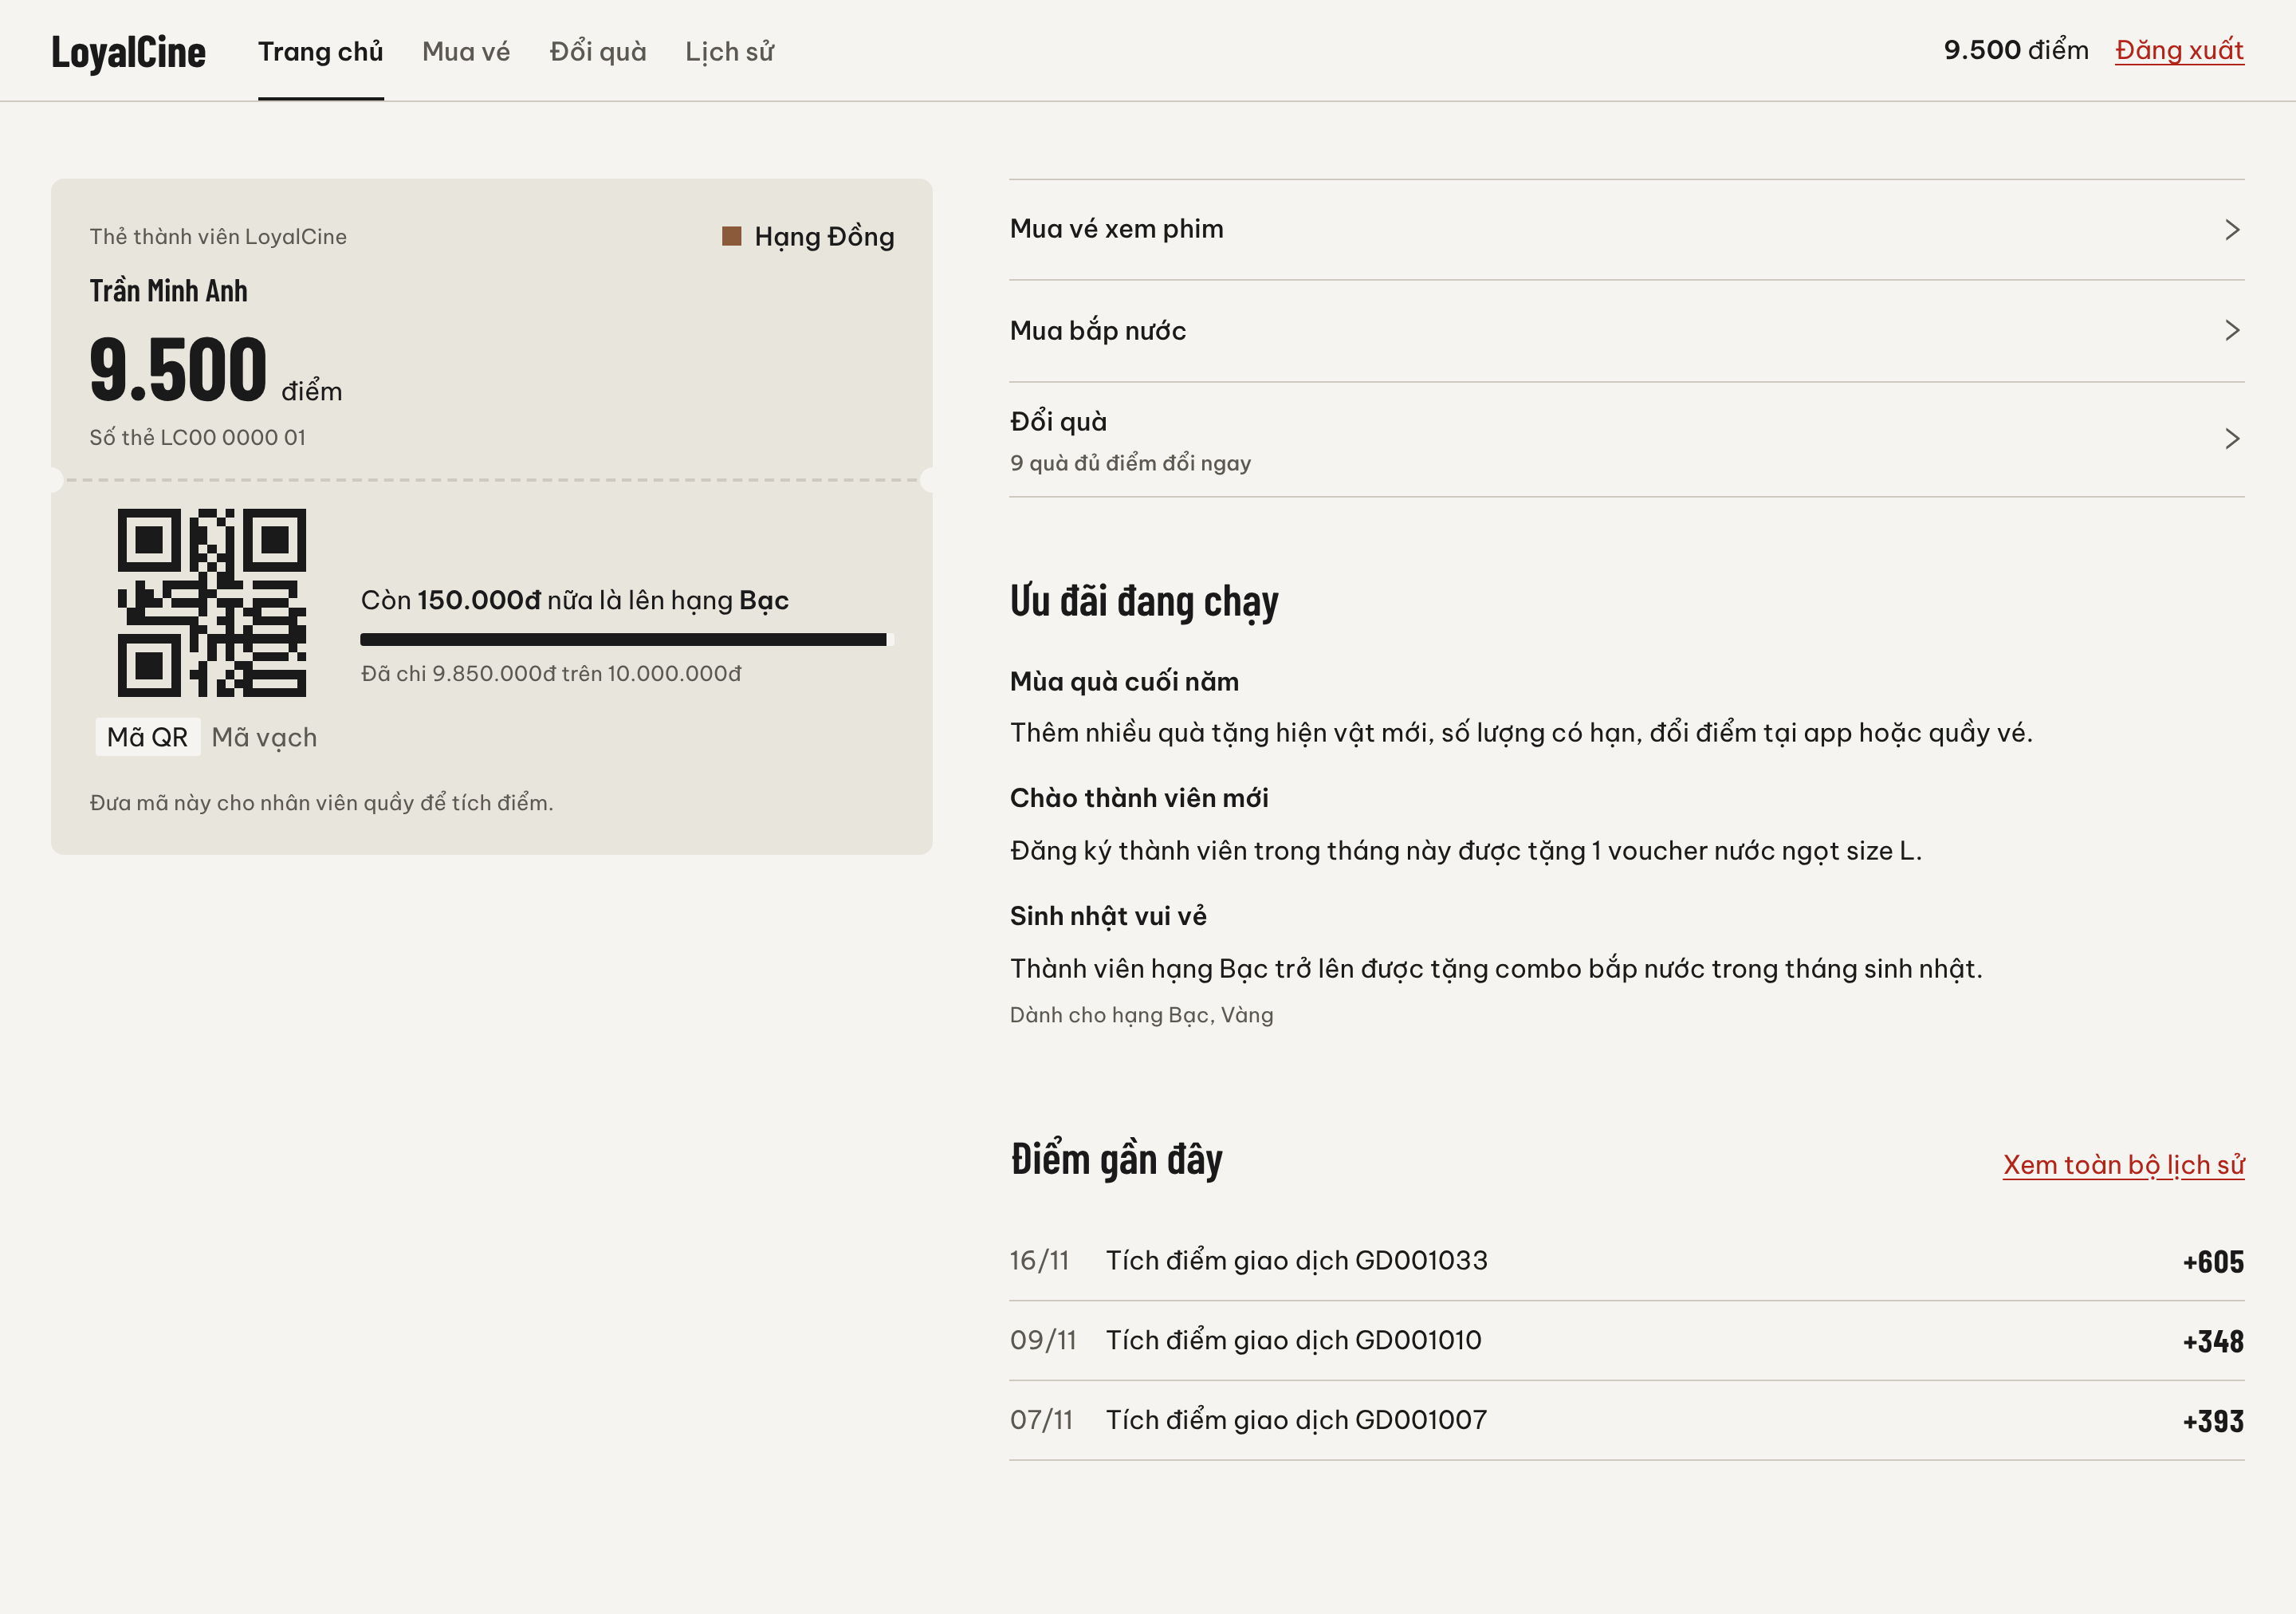 LoyalCine
Trang chủ
Mua vé
Đổi quà
Lịch sử
9.500 điểm
Đăng xuất
Thẻ thành viên LoyalCine
Hạng Đồng
Trần Minh Anh
9.500 điểm
Số thẻ LC00 0000 01
Còn 150.000đ nữa là lên hạng Bạc
Đã chi 9.850.000đ trên 10.000.000đ
Mã QR
Mã vạch
Đưa mã này cho nhân viên quầy để tích điểm.
Mua vé xem phim
Mua bắp nước
Đổi quà
9 quà đủ điểm đổi ngay
Ưu đãi đang chạy
Mùa quà cuối năm
Thêm nhiều quà tặng hiện vật mới, số lượng có hạn, đổi điểm tại app hoặc quầy vé.
Chào thành viên mới
Đăng ký thành viên trong tháng này được tặng 1 voucher nước ngọt size L.
Sinh nhật vui vẻ
Thành viên hạng Bạc trở lên được tặng combo bắp nước trong tháng sinh nhật.
Dành cho hạng Bạc, Vàng
Điểm gần đây
Xem toàn bộ lịch sử
16/11 Tích điểm giao dịch GD001033 +605
09/11 Tích điểm giao dịch GD001010 +348
07/11 Tích điểm giao dịch GD001007 +393